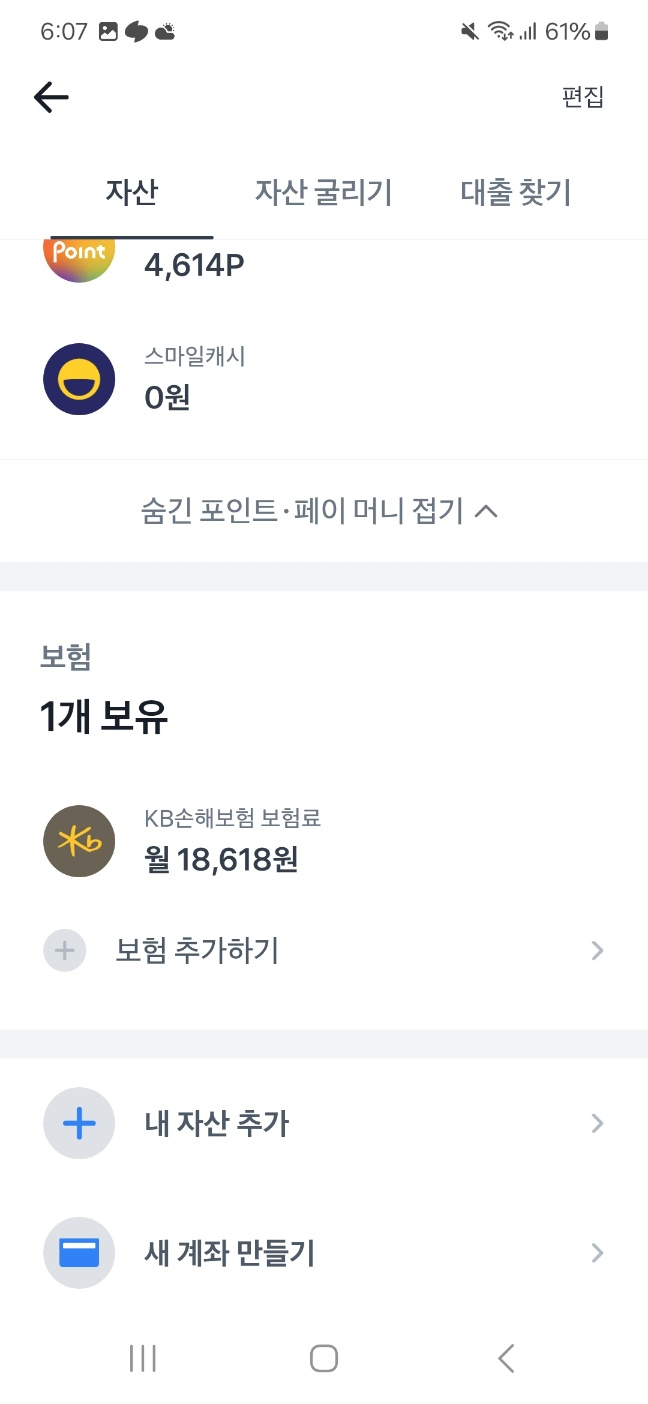 6:07
61%
편집
자산
자산 굴리기
대출 찾기
Point
4,614P
스마일캐시
0원
숨긴 포인트·페이 머니 접기
보험
1개 보유
KB손해보험 보험료
월 18,618원
보험 추가하기
내 자산 추가
새 계좌 만들기